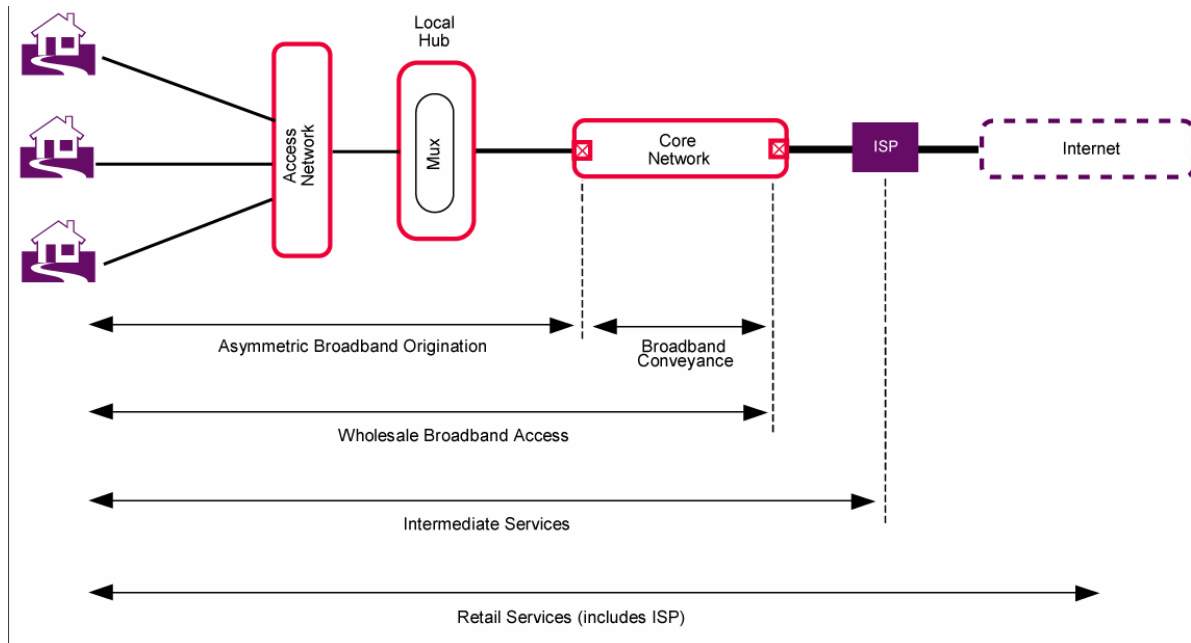 Local
Hub
Access
Network
Mux
Core
Network
ISP
Internet
Asymmetric Broadband Origination
Broadband
Conveyance
Wholesale Broadband Access
Intermediate Services
Retail Services (includes ISP)